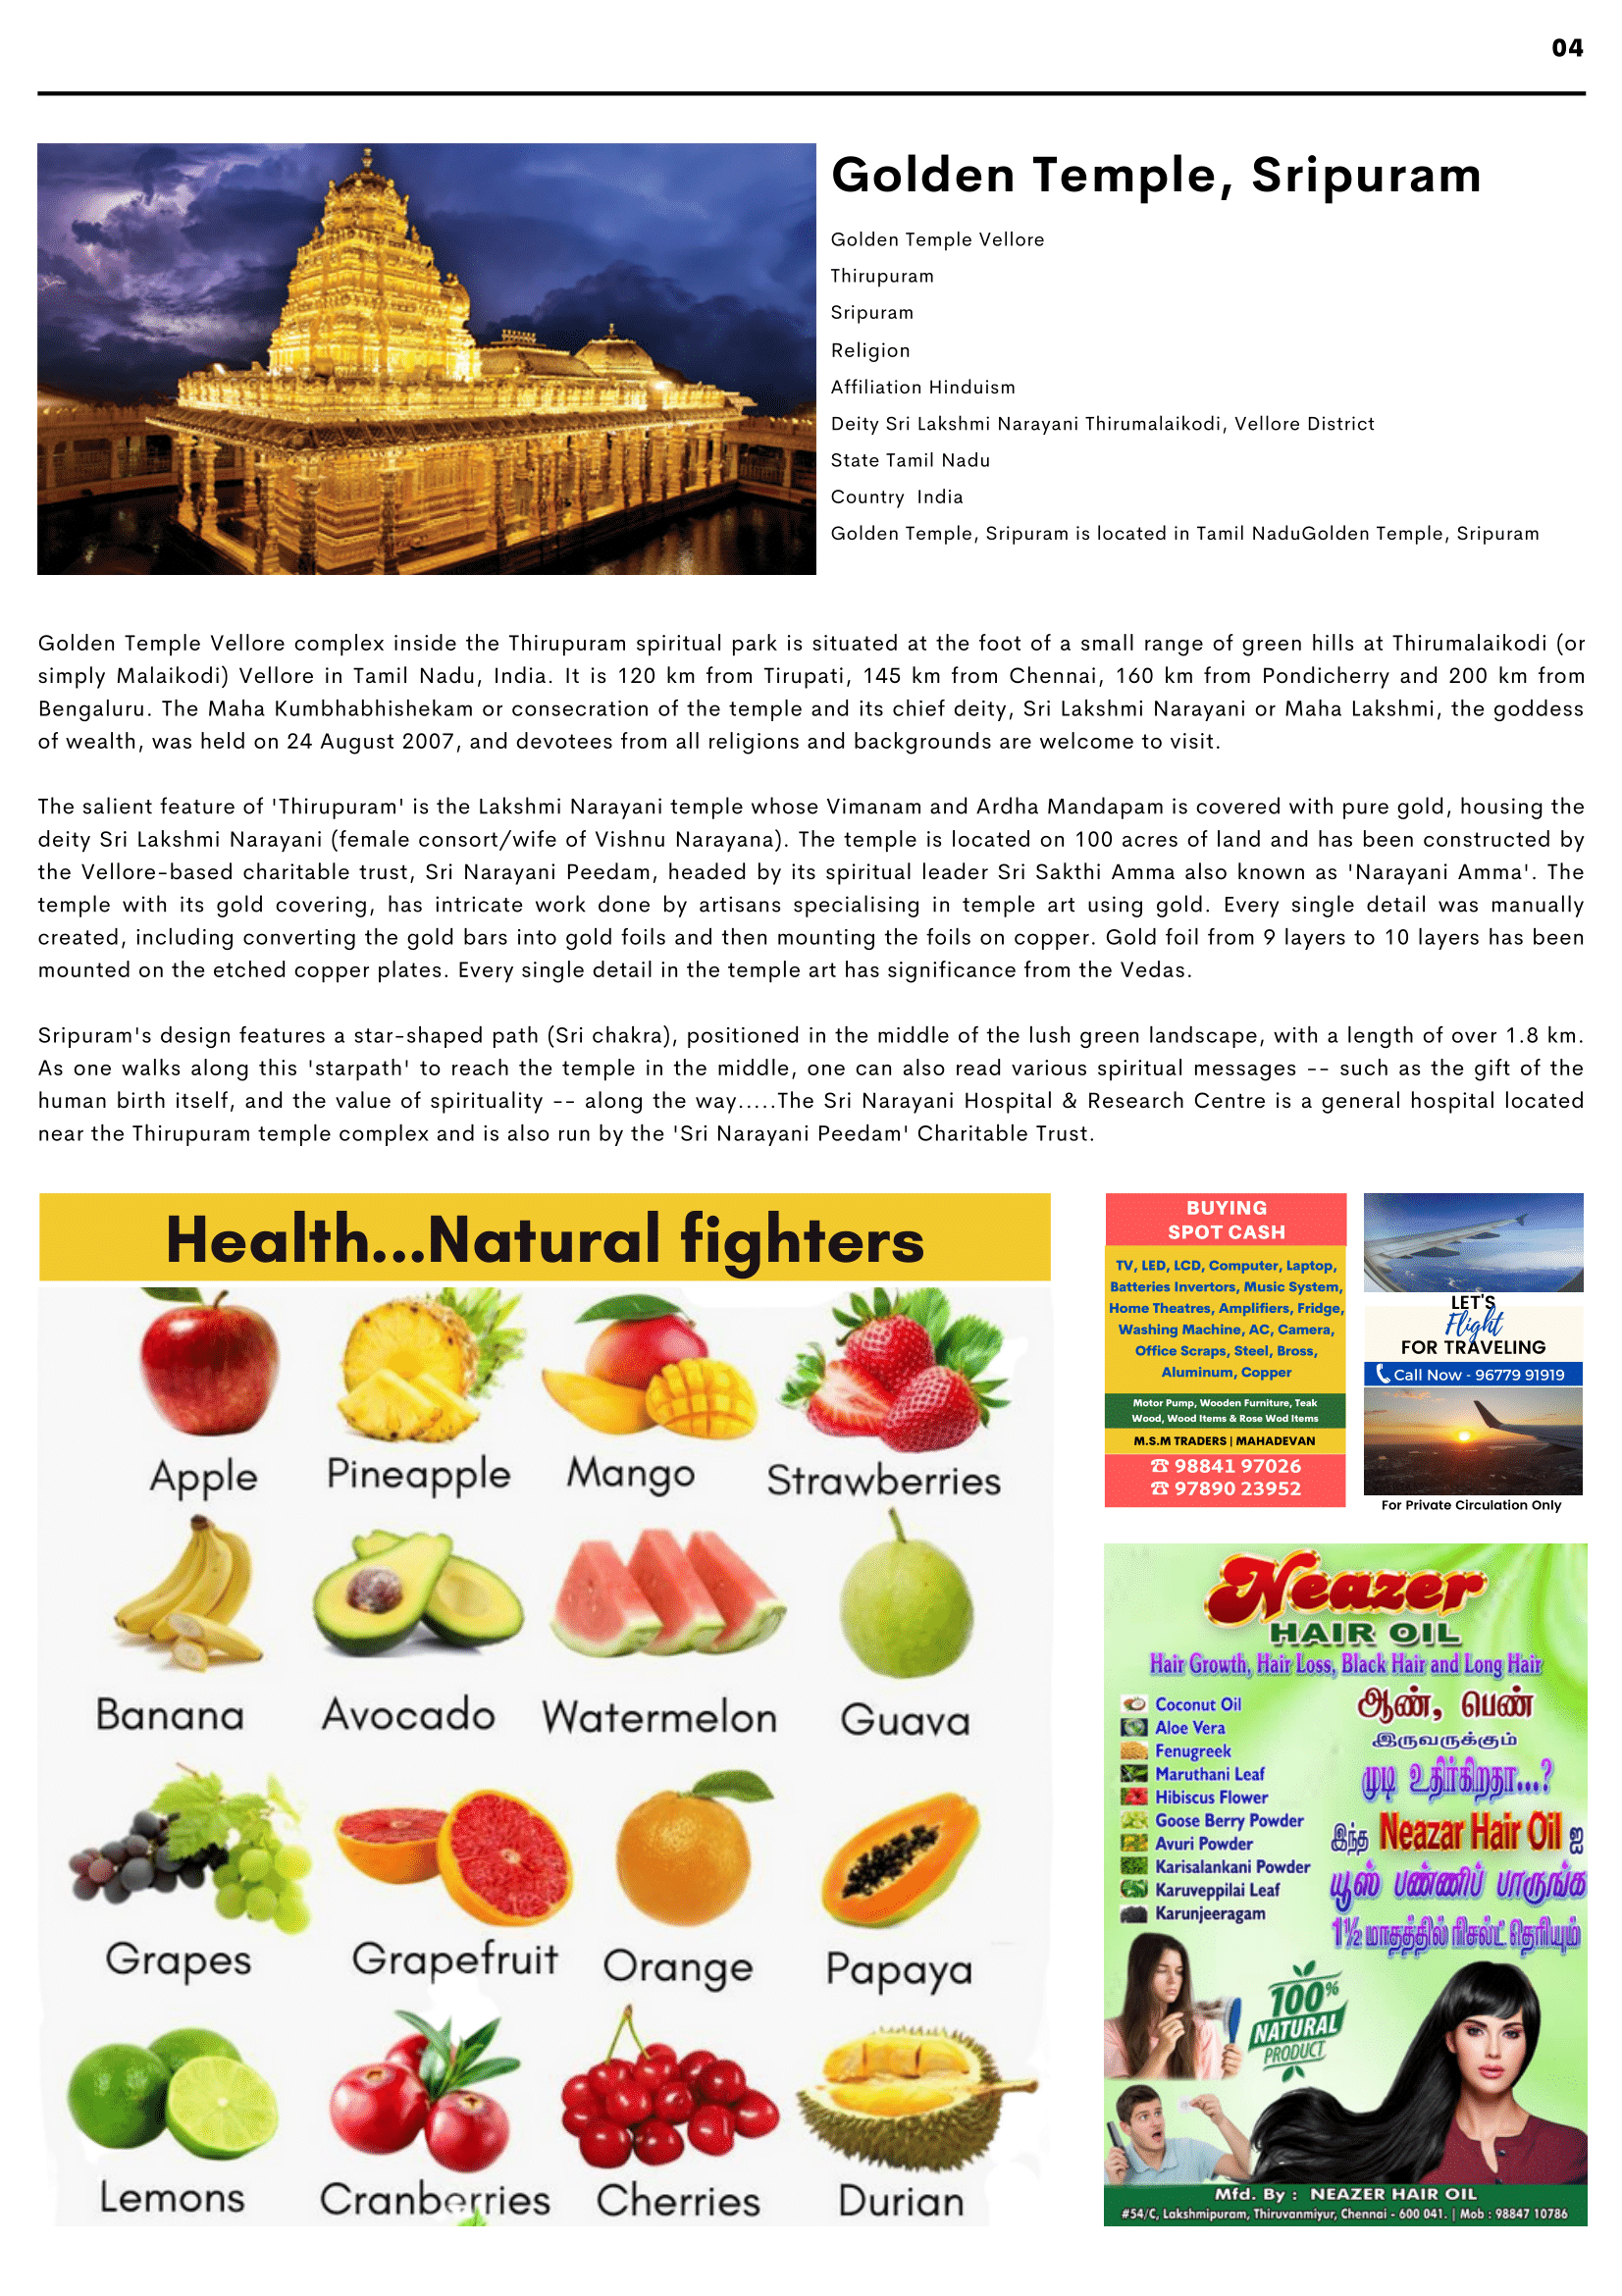 04
Golden Temple, Sripuram
Golden Temple Vellore
Thirupuram
Sripuram
Religion
Affiliation Hinduism
Deity Sri Lakshmi Narayani Thirumalaikodi, Vellore District
State Tamil Nadu
Country  India
Golden Temple, Sripuram is located in Tamil NaduGolden Temple, Sripuram
Golden Temple Vellore complex inside the Thirupuram spiritual park is situated at the foot of a small range of green hills at Thirumalaikodi (or
simply Malaikodi) Vellore in Tamil Nadu, India. It is 120 km from Tirupati, 145 km from Chennai, 160 km from Pondicherry and 200 km from
Bengaluru. The Maha Kumbhabhishekam or consecration of the temple and its chief deity, Sri Lakshmi Narayani or Maha Lakshmi, the goddess
of wealth, was held on 24 August 2007, and devotees from all religions and backgrounds are welcome to visit.
The salient feature of 'Thirupuram' is the Lakshmi Narayani temple whose Vimanam and Ardha Mandapam is covered with pure gold, housing the
deity Sri Lakshmi Narayani (female consort/wife of Vishnu Narayana). The temple is located on 100 acres of land and has been constructed by
the Vellore-based charitable trust, Sri Narayani Peedam, headed by its spiritual leader Sri Sakthi Amma also known as 'Narayani Amma'. The
temple with its gold covering, has intricate work done by artisans specialising in temple art using gold. Every single detail was manually
created, including converting the gold bars into gold foils and then mounting the foils on copper. Gold foil from 9 layers to 10 layers has been
mounted on the etched copper plates. Every single detail in the temple art has significance from the Vedas.
Sripuram's design features a star-shaped path (Sri chakra), positioned in the middle of the lush green landscape, with a length of over 1.8 km.
As one walks along this 'starpath' to reach the temple in the middle, one can also read various spiritual messages -- such as the gift of the
human birth itself, and the value of spirituality -- along the way.....The Sri Narayani Hospital & Research Centre is a general hospital located
near the Thirupuram temple complex and is also run by the 'Sri Narayani Peedam' Charitable Trust.
Health...Natural fighters
Apple Pineapple Mango Strawberries
Banana Avocado Watermelon Guava
Grapes Grapefruit Orange Papaya
Lemons Cranberries Cherries Durian
BUYING
SPOT CASH
TV, LED, LCD, Computer, Laptop,
Batteries Invertors, Music System,
Home Theatres, Amplifiers, Fridge,
Washing Machine, AC, Camera,
Office Scraps, Steel, Bross,
Aluminum, Copper
Motor Pump, Wooden Furniture, Teak
Wood, Wood Items & Rose Wod Items
M.S.M TRADERS | MAHADEVAN
☎ 98841 97026
☎ 97890 23952
LET'S
Flight
FOR TRAVELING
Call Now - 96779 91919
For Private Circulation Only
Neazer
HAIR OIL
Hair Growth, Hair Loss, Black Hair and Long Hair
Coconut Oil
Aloe Vera
Fenugreek
Maruthani Leaf
Hibiscus Flower
Goose Berry Powder
Avuri Powder
Karisalankani Powder
Karuveppilai Leaf
Karunjeeragam
ஆண், பெண்
இருவருக்கும்
முடி உதிர்கிறதா...?
இந்த Neazar Hair Oil ஐ
யூஸ் பண்ணிப் பாருங்க
1½ மாதத்தில் ரிசல்ட் தெரியும்
100%
NATURAL
PRODUCT
Mfd. By : NEAZER HAIR OIL
#54/C, Lakshmipuram, Thiruvanmiyur, Chennai - 600 041. | Mob : 98847 10786